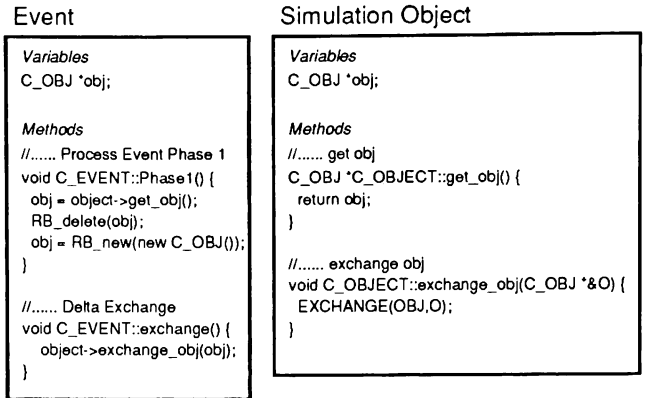 Event
Variables
C_OBJ *obj;
Methods
//...... Process Event Phase 1
void C_EVENT::Phase1() {
obj = object->get_obj();
RB_delete(obj);
obj = RB_new(new C_OBJ());
}
//...... Delta Exchange
void C_EVENT::exchange() {
object->exchange_obj(obj);
}
Simulation Object
Variables
C_OBJ *obj;
Methods
//...... get obj
C_OBJ *C_OBJECT::get_obj() {
return obj;
}
//...... exchange obj
void C_OBJECT::exchange_obj(C_OBJ *&O) {
EXCHANGE(OBJ,O);
}